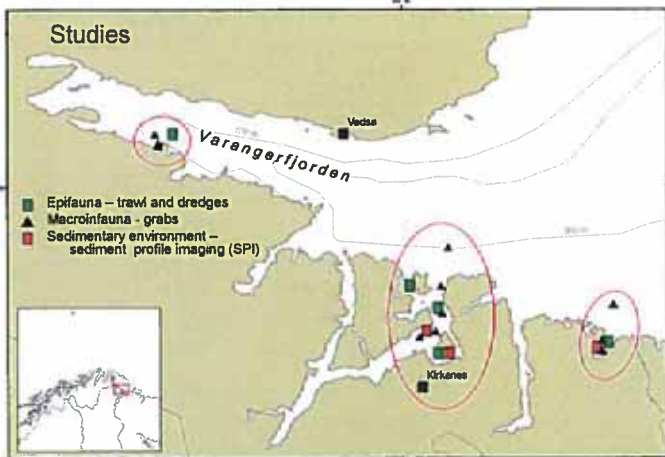 Studies
Vadsø
Varangerfjorden
Epifauna – trawl and dredges
Macroinfauna - grabs
Sedimentary environment –
sediment profile imaging (SPI)
Kirkenes